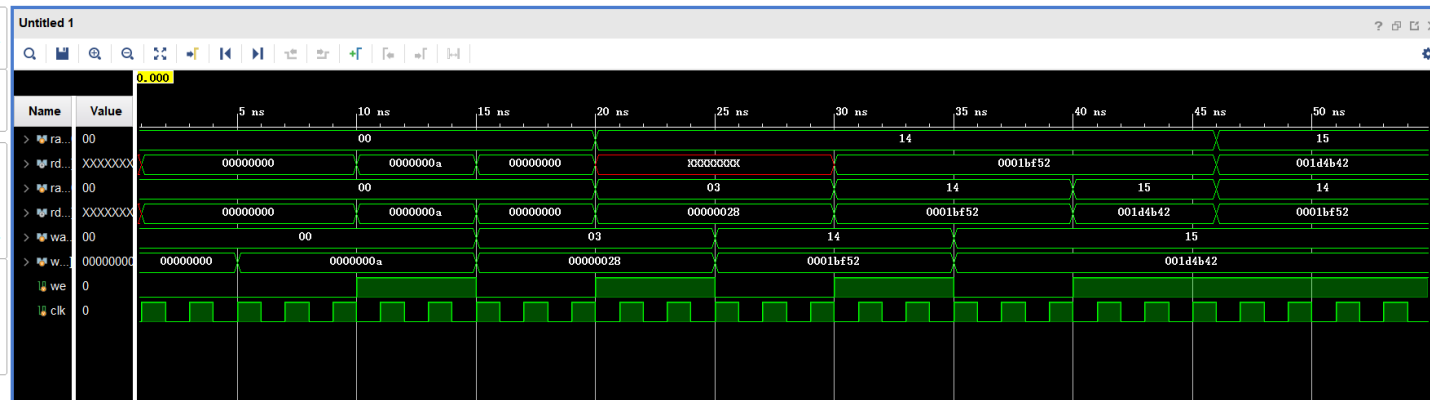 Untitled 1
?
0.000
Name Value
5 ns 10 ns 15 ns 20 ns 25 ns 30 ns 35 ns 40 ns 45 ns 50 ns
ra... 00 00 14 15
rd... XXXXXXX 00000000 0000000a 00000000 XXXXXXXX 0001bf52 001d4b42
ra... 00 00 03 14 15 14
rd... XXXXXXX 00000000 0000000a 00000000 00000028 0001bf52 001d4b42 0001bf52
wa... 00 00 03 14 15
w...] 00000000 00000000 0000000a 00000028 0001bf52 001d4b42
we 0
clk 0